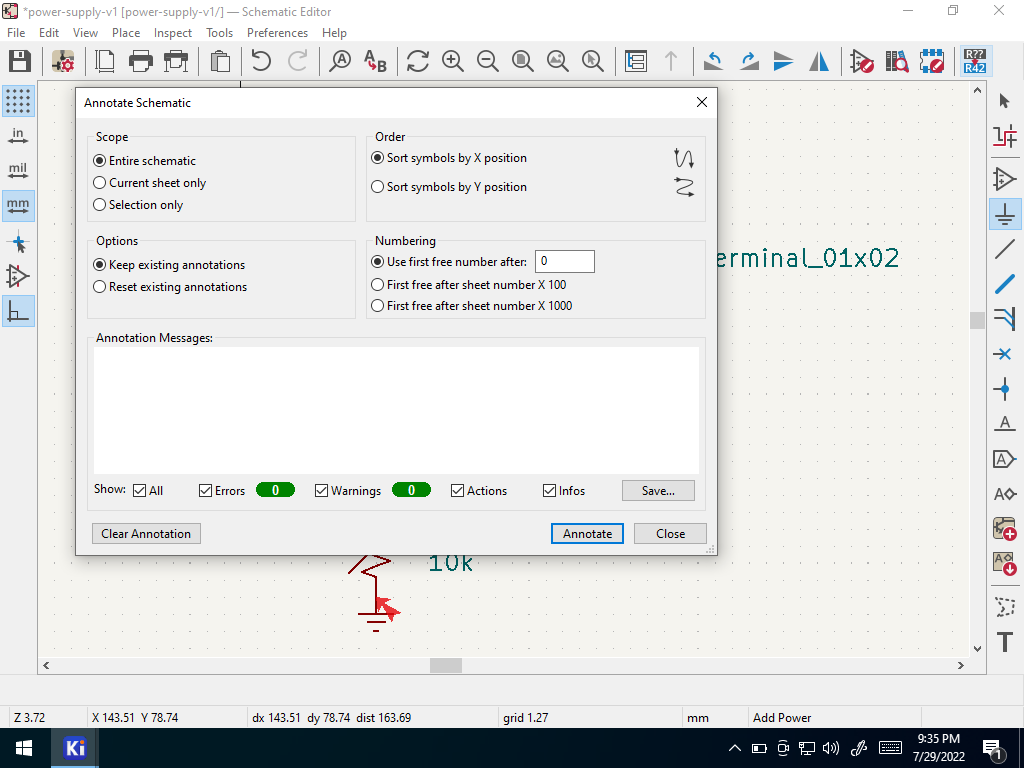 *power-supply-v1 [power-supply-v1/] — Schematic Editor
File Edit View Place Inspect Tools Preferences Help
A
A B
R??
R42
in
mil
mm
Annotate Schematic
Scope
Entire schematic
Current sheet only
Selection only
Order
Sort symbols by X position
Sort symbols by Y position
Options
Keep existing annotations
Reset existing annotations
Numbering
Use first free number after: 0
First free after sheet number X 100
First free after sheet number X 1000
Annotation Messages:
Show: All Errors 0 Warnings 0 Actions Infos Save...
Clear Annotation Annotate Close
erminal_01x02
10k
A
A
A
A
T
Z 3.72 X 143.51 Y 78.74 dx 143.51 dy 78.74 dist 163.69 grid 1.27 mm Add Power
Ki
9:35 PM
7/29/2022
1